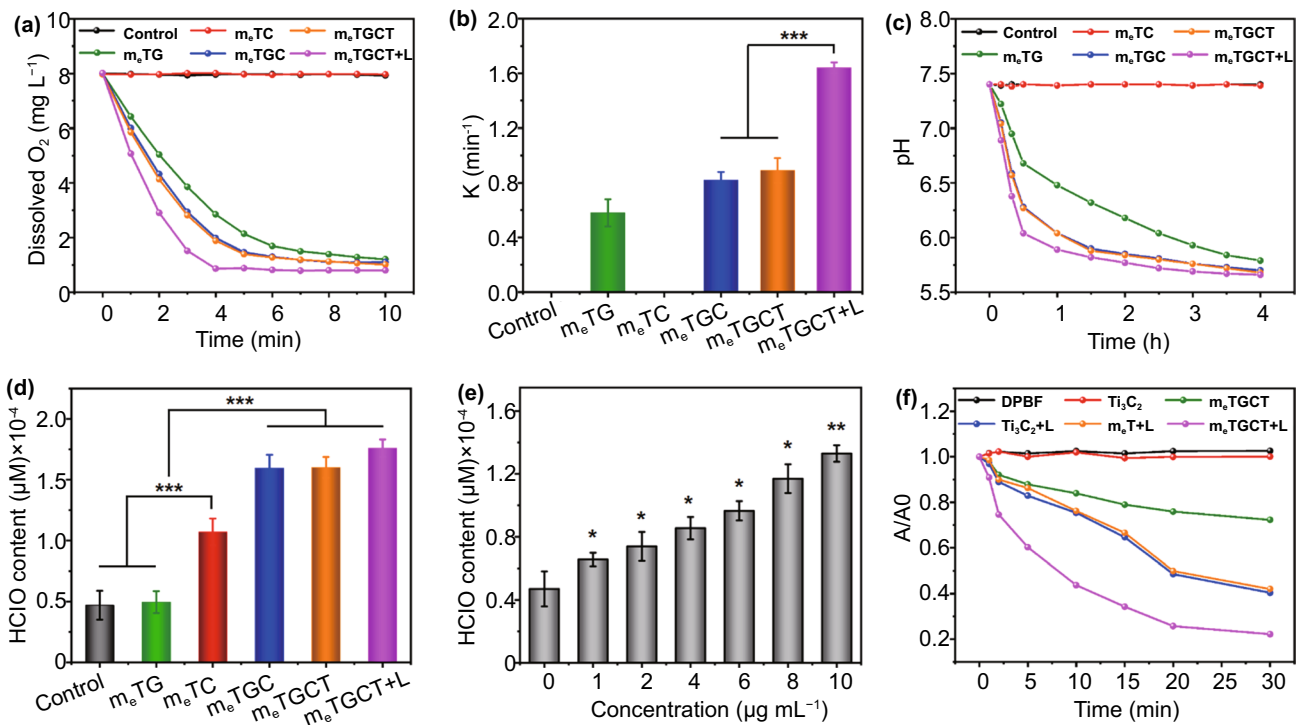 (a)
Control
mₑTC
mₑTGCT
mₑTG
mₑTGC
mₑTGCT+L
Dissolved O₂ (mg L⁻¹)
10
8
6
4
2
0
0 2 4 6 8 10
Time (min)
(b)
***
K (min⁻¹)
2.0
1.6
1.2
0.8
0.4
0.0
Control mₑTG mₑTC mₑTGC mₑTGCT mₑTGCT+L
(c)
Control
mₑTC
mₑTGCT
mₑTG
mₑTGC
mₑTGCT+L
pH
8.0
7.5
7.0
6.5
6.0
5.5
0 1 2 3 4
Time (h)
(d)
***
***
HClO content (μM)×10⁻⁴
2.0
1.5
1.0
0.5
0
Control mₑTG mₑTC mₑTGC mₑTGCT mₑTGCT+L
(e)
* * * * * **
HClO content (μM)×10⁻⁴
1.6
1.2
0.8
0.4
0
0 1 2 4 6 8 10
Concentration (μg mL⁻¹)
(f)
DPBF
Ti₃C₂
mₑTGCT
Ti₃C₂+L
mₑT+L
mₑTGCT+L
A/A0
1.2
1.0
0.8
0.6
0.4
0.2
0 5 10 15 20 25 30
Time (min)